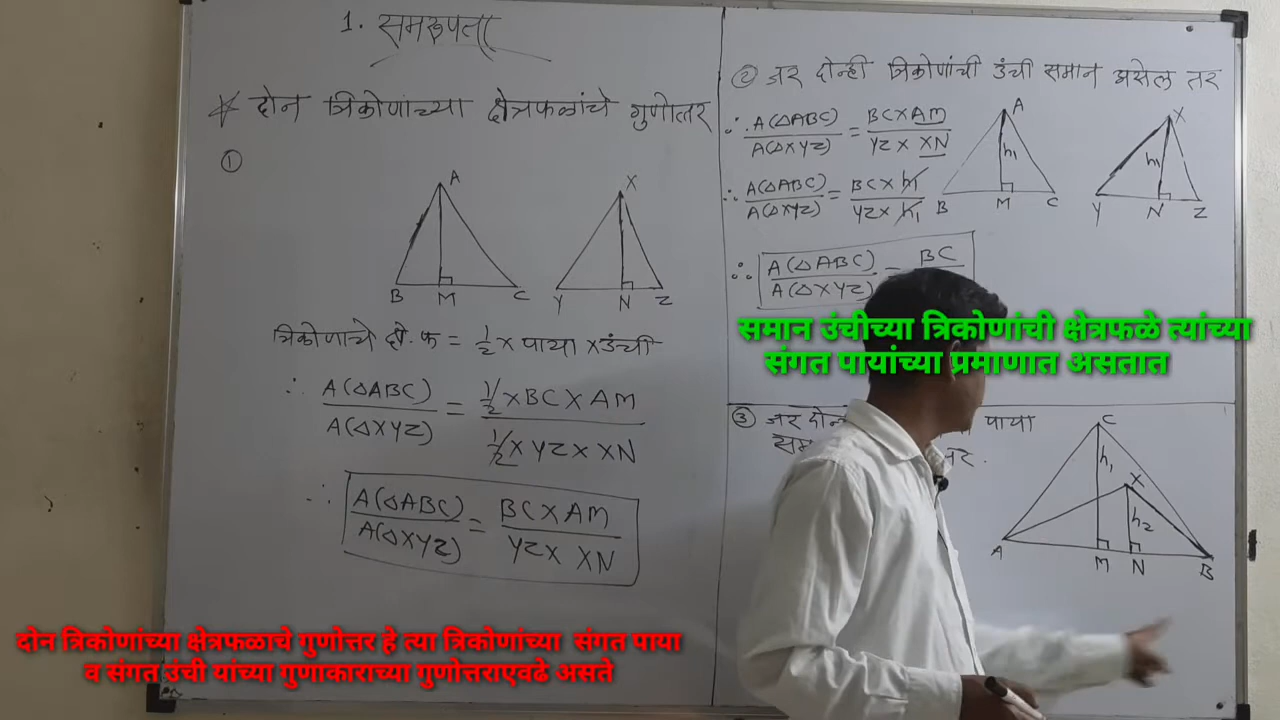 1. समरूपता
* दोन त्रिकोणांच्या क्षेत्रफळांचे गुणोत्तर
①
A
B M C
X
Y N Z
त्रिकोणाचे क्षे. फ = 1/2 × पाया × उंची
∴ A(△ABC)/A(△XYZ) = 1/2 × BC × AM / 1/2 × YZ × XN
∴ A(△ABC)/A(△XYZ) = BC × AM / YZ × XN
दोन त्रिकोणांच्या क्षेत्रफळाचे गुणोत्तर हे त्या त्रिकोणांच्या संगत पाया
व संगत उंची यांच्या गुणाकाराच्या गुणोत्तराएवढे असते
② जर दोन्ही त्रिकोणांची उंची समान असेल तर
∴ A(△ABC)/A(△XYZ) = BC × AM / YZ × XN
∴ A(△ABC)/A(△XYZ) = BC × h₁ / YZ × h₁
A
h₁
B M C
X
h₁
Y N Z
∴ A(△ABC)/A(△XYZ) = BC
समान उंचीच्या त्रिकोणांची क्षेत्रफळे त्यांच्या
संगत पायांच्या प्रमाणात असतात
③ जर पाया
तर.
C
h₁
X
h₂
A M N B